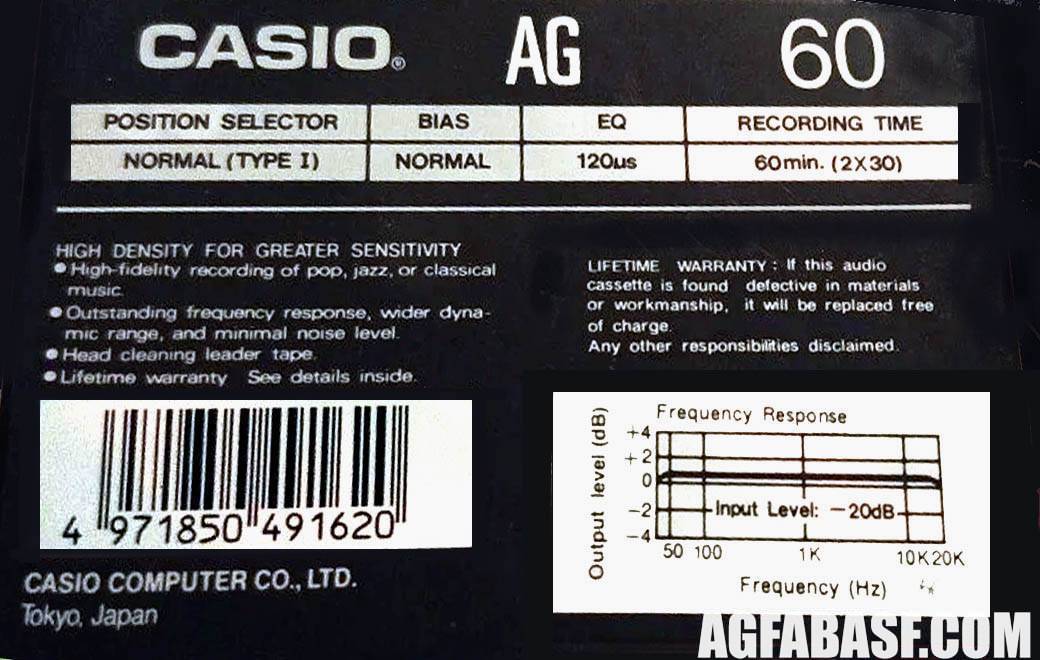 CASIO® AG 60
POSITION SELECTOR BIAS EQ RECORDING TIME
NORMAL (TYPE I) NORMAL 120µs 60min. (2X30)
HIGH DENSITY FOR GREATER SENSITIVITY
● High-fidelity recording of pop, jazz, or classical
music.
● Outstanding frequency response, wider dyna-
mic range, and minimal noise level.
● Head cleaning leader tape.
● Lifetime warranty See details inside.
LIFETIME WARRANTY : If this audio
cassette is found defective in materials
or workmanship, it will be replaced free
of charge.
Any other responsibilities disclaimed.
4 971850 491620
CASIO COMPUTER CO., LTD.
Tokyo, Japan
Frequency Response
Output level (dB)
+4
+2
0
-2
-4
Input Level: -20dB
50 100 1K 10K 20K
Frequency (Hz)
AGFABASF.COM